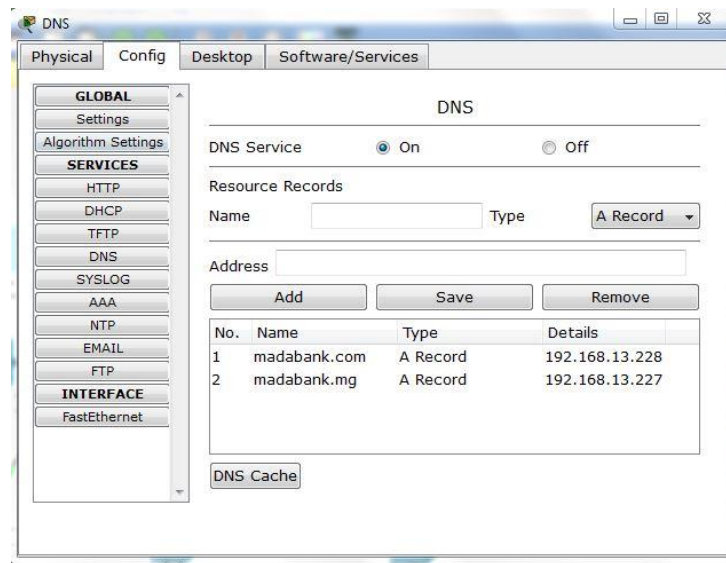 DNS
Physical Config Desktop Software/Services
GLOBAL
Settings
Algorithm Settings
SERVICES
HTTP
DHCP
TFTP
DNS
SYSLOG
AAA
NTP
EMAIL
FTP
INTERFACE
FastEthernet
DNS
DNS Service On Off
Resource Records
Name Type A Record
Address
Add Save Remove
No. Name Type Details
1 madabank.com A Record 192.168.13.228
2 madabank.mg A Record 192.168.13.227
DNS Cache